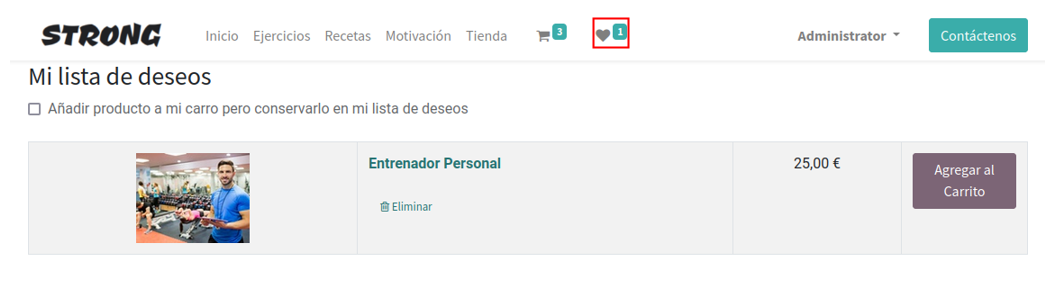 STRONG Inicio Ejercicios Recetas Motivación Tienda 3 1 Administrator Contáctenos
Mi lista de deseos
Añadir producto a mi carro pero conservarlo en mi lista de deseos
Entrenador Personal 25,00 € Agregar al
Carrito
Eliminar